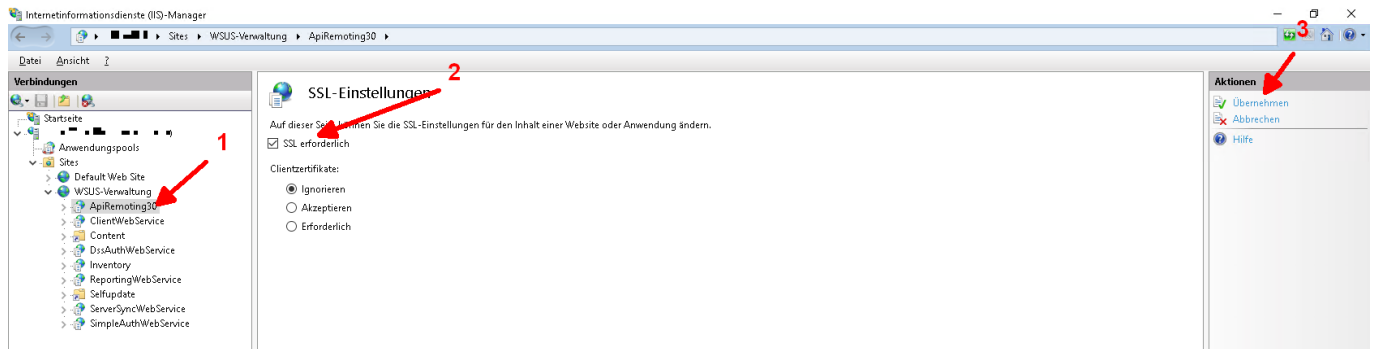 Internetinformationsdienste (IIS)-Manager
Sites WSUS-Verwaltung ApiRemoting30
3
Datei Ansicht ?
Verbindungen
Startseite
Anwendungspools
Sites
Default Web Site
WSUS-Verwaltung
ApiRemoting30
ClientWebService
Content
DssAuthWebService
Inventory
ReportingWebService
Selfupdate
ServerSyncWebService
SimpleAuthWebService
1
2
SSL-Einstellungen
Auf dieser Seite können Sie die SSL-Einstellungen für den Inhalt einer Website oder Anwendung ändern.
SSL erforderlich
Clientzertifikate:
Ignorieren
Akzeptieren
Erforderlich
Aktionen
Übernehmen
Abbrechen
Hilfe